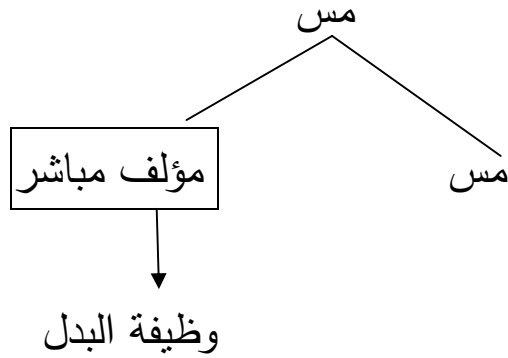 مس
مس
مؤلف مباشر
وظيفة البدل